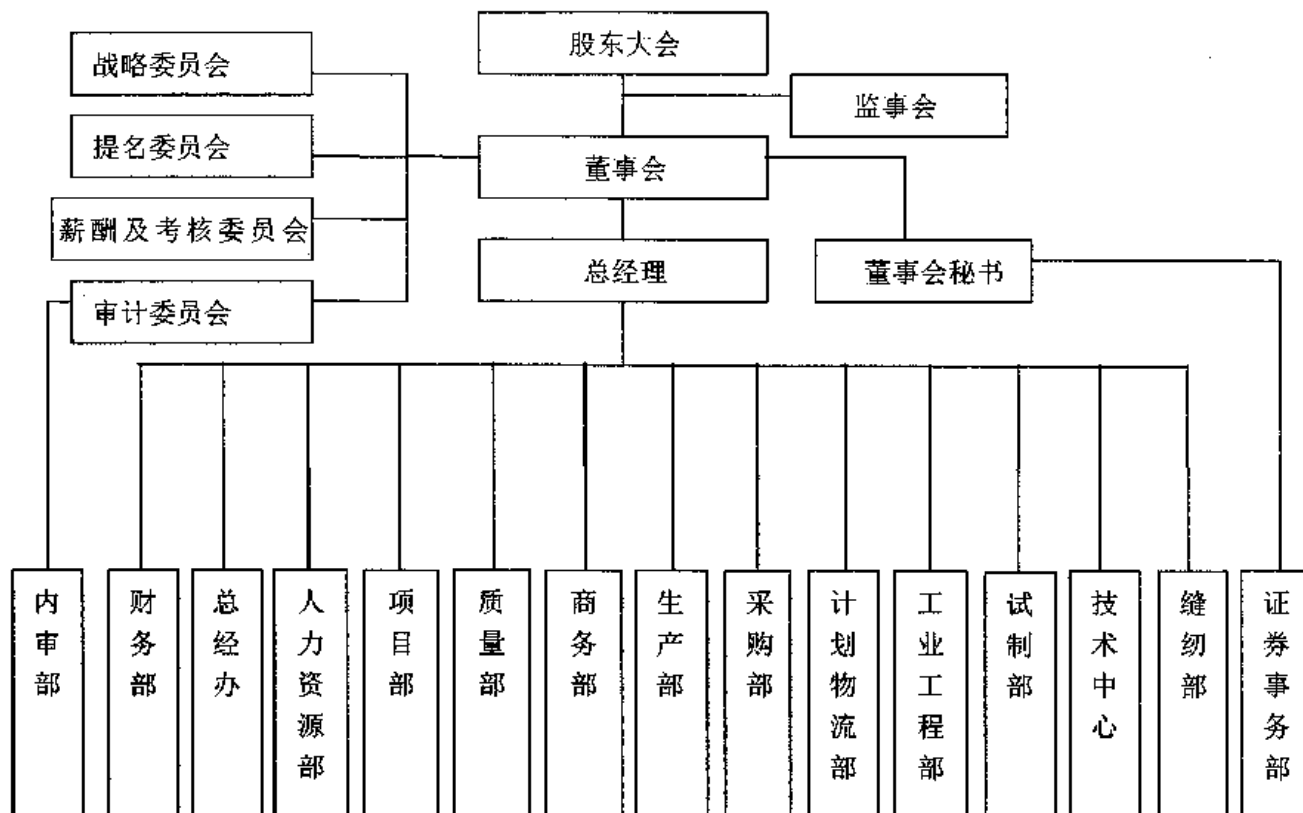 股东大会
战略委员会
监事会
提名委员会
董事会
薪酬及考核委员会
总经理
董事会秘书
审计委员会
内审部
财务部
总经办
人力资源部
项目部
质量部
商务部
生产部
采购部
计划物流部
工业工程部
试制部
技术中心
缝纫部
证券事务部